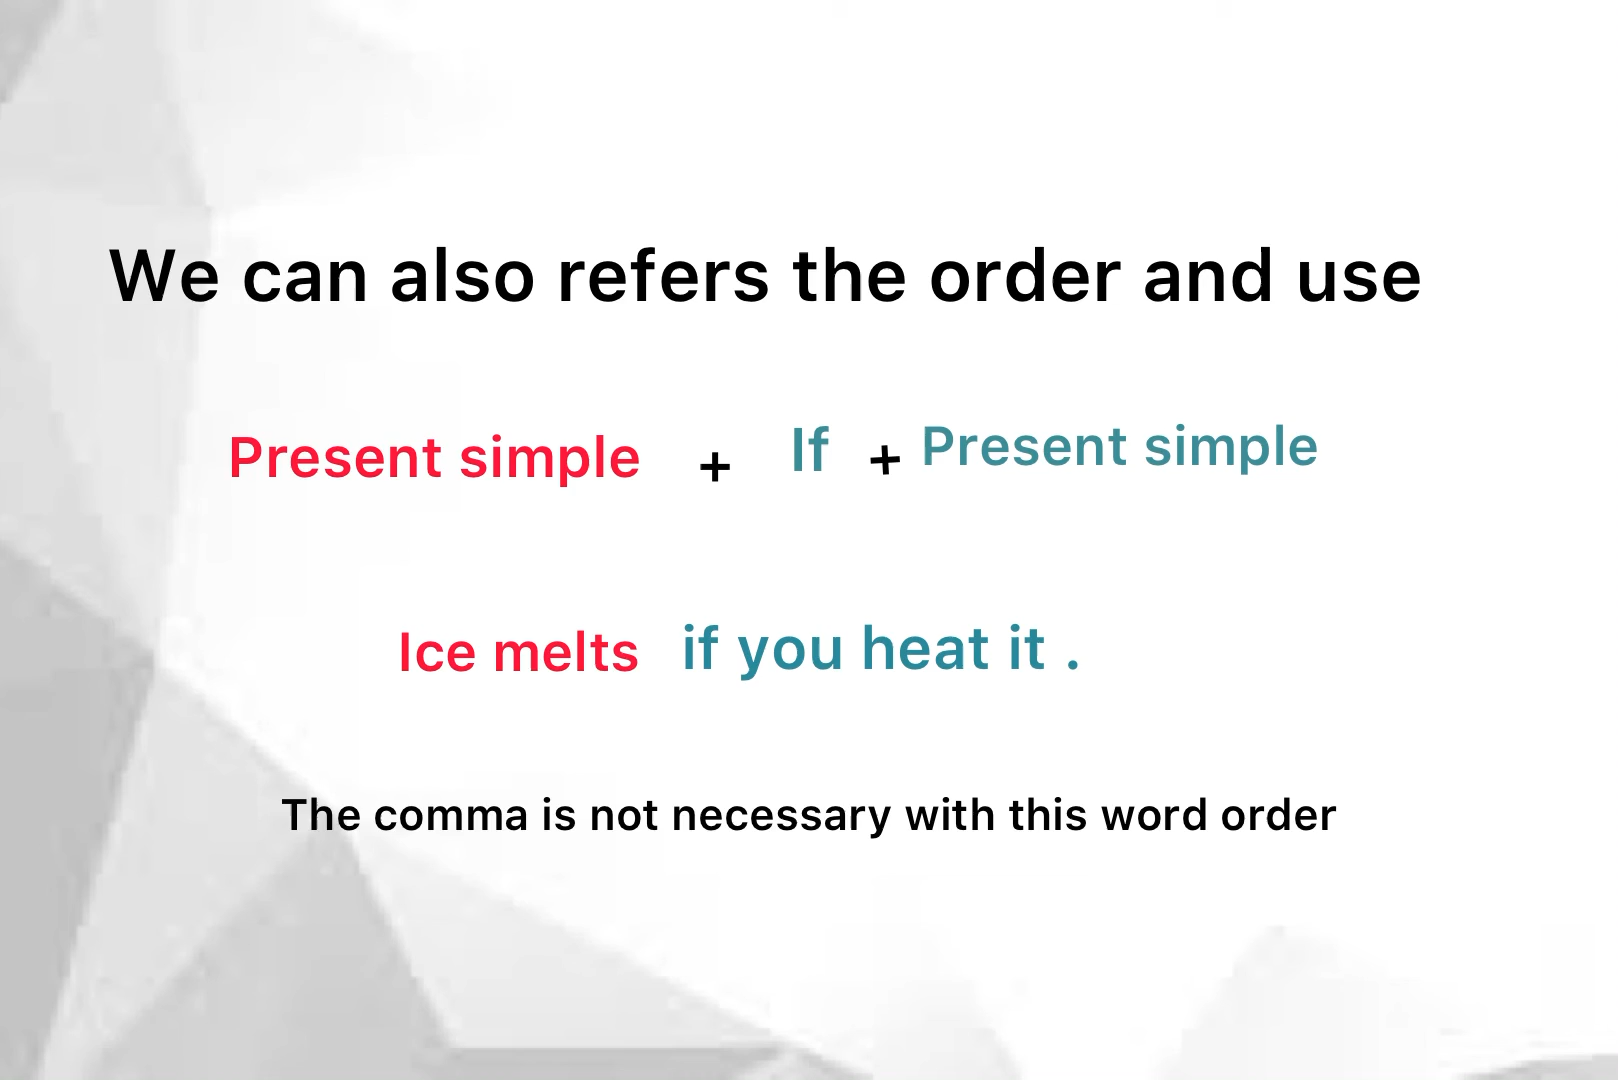 We can also refers the order and use
Present simple + If + Present simple
Ice melts if you heat it .
The comma is not necessary with this word order